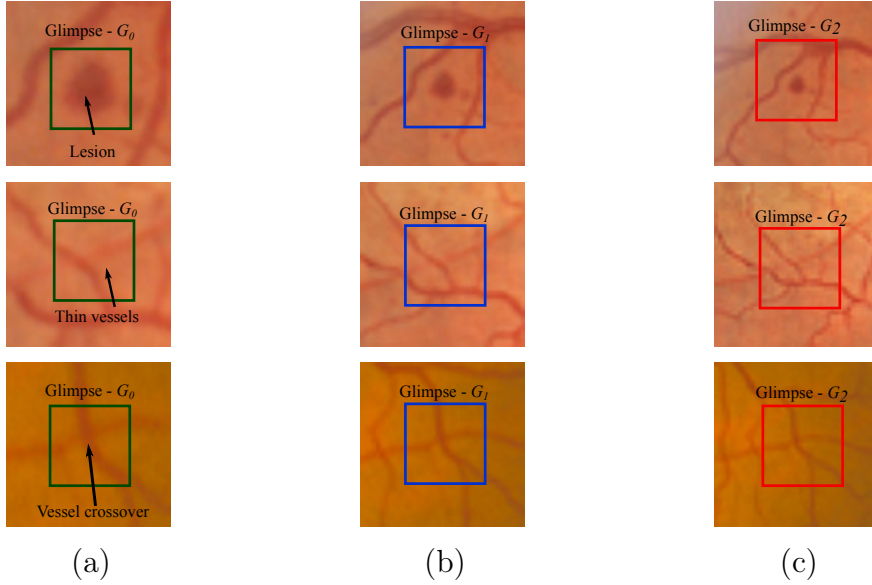 Glimpse - G0
Glimpse - G1
Glimpse - G2
Lesion
Glimpse - G0
Glimpse - G1
Glimpse - G2
Thin vessels
Glimpse - G0
Glimpse - G1
Glimpse - G2
Vessel crossover
(a)
(b)
(c)